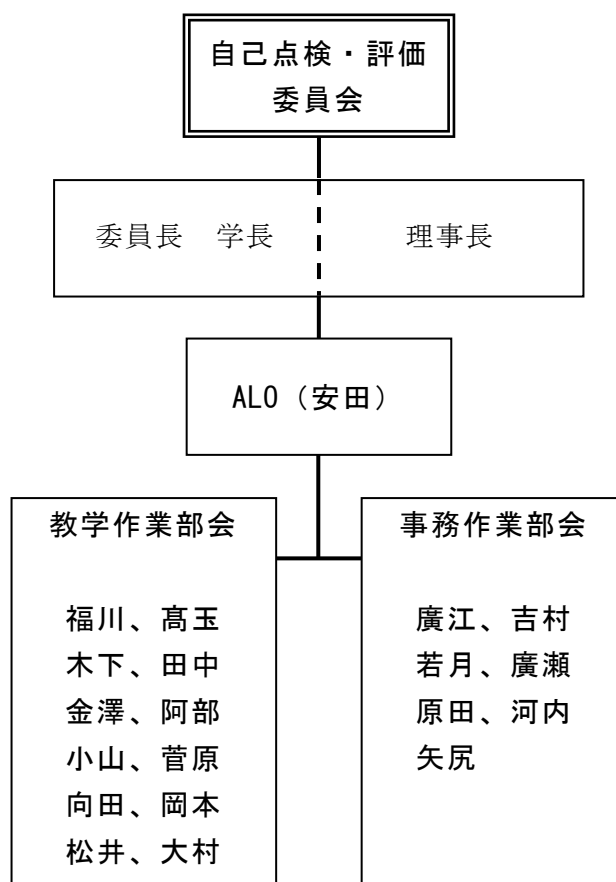 自己点検・評価
委員会
委員長　学長　　　　理事長
ALO（安田）
教学作業部会
福川、髙玉
木下、田中
金澤、阿部
小山、菅原
向田、岡本
松井、大村
事務作業部会
廣江、吉村
若月、廣瀬
原田、河内
矢尻